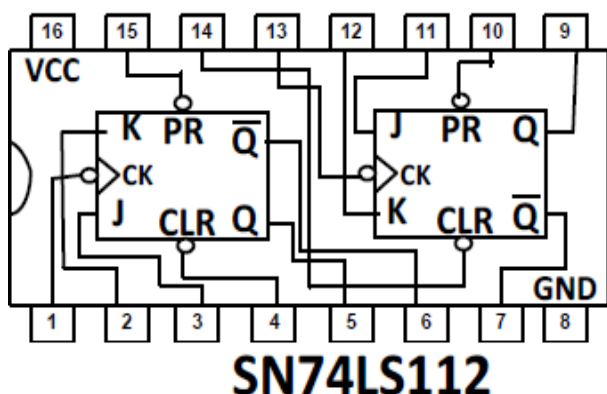 16 15 14 13 12 11 10 9
VCC
K PR Q̅ J PR Q
CK CK
J CLR Q K CLR Q̅
GND
1 2 3 4 5 6 7 8
SN74LS112